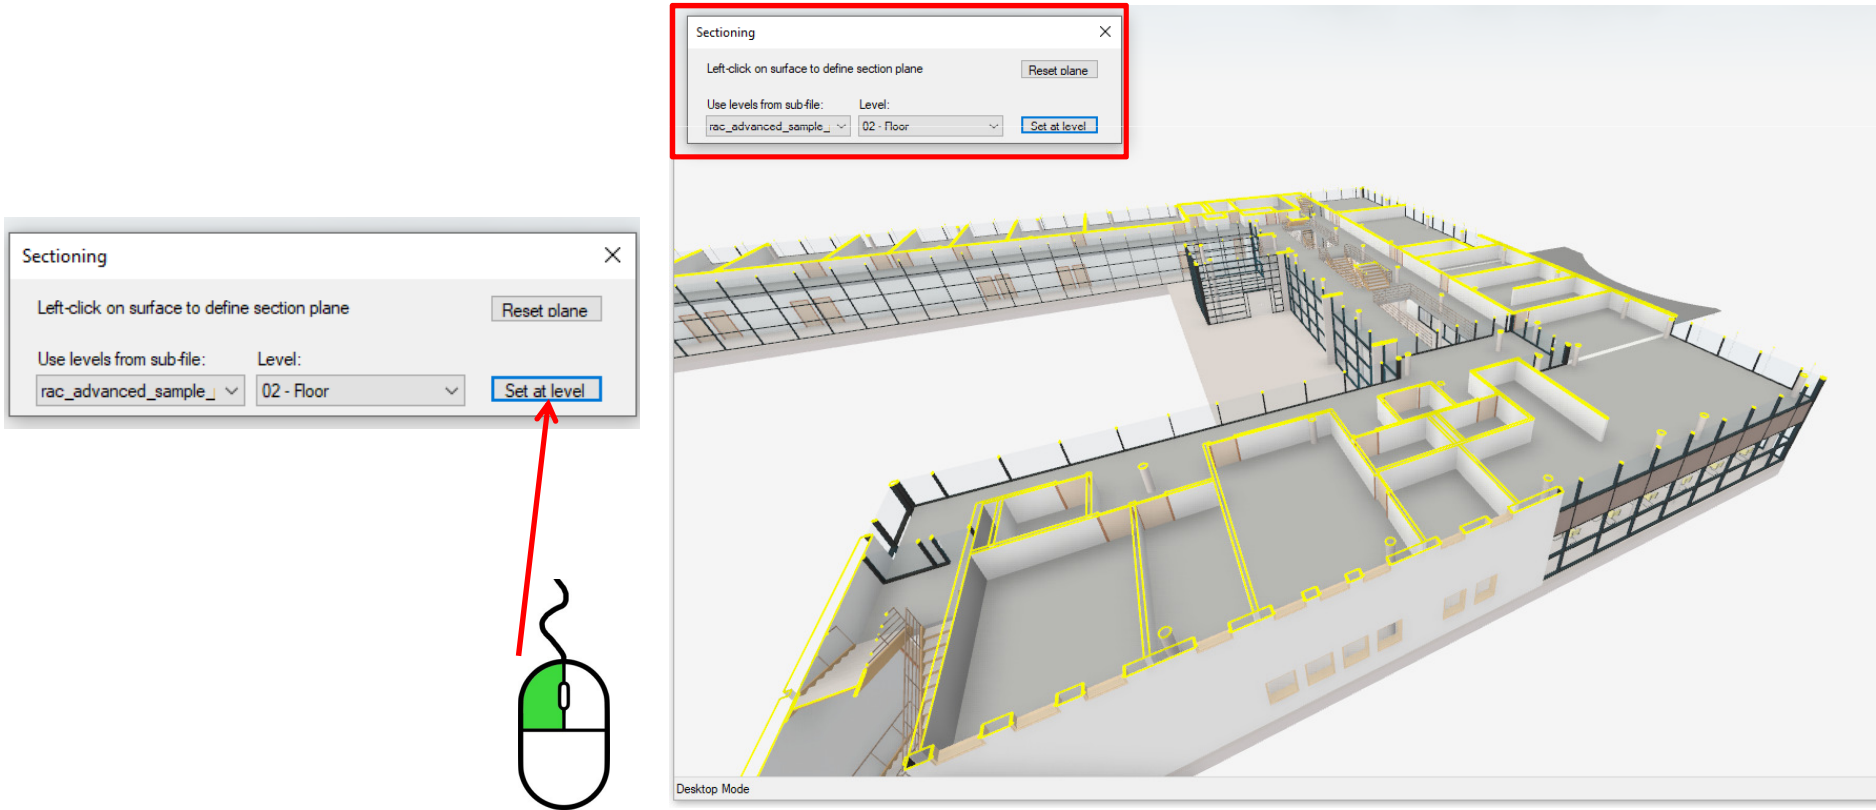 Sectioning
Left-click on surface to define section plane
Reset plane
Use levels from sub-file: Level:
rac_advanced_sample_ 02 - Floor Set at level
Sectioning
Left-click on surface to define section plane
Reset plane
Use levels from sub-file: Level:
rac_advanced_sample_ 02 - Floor Set at level
Desktop Mode